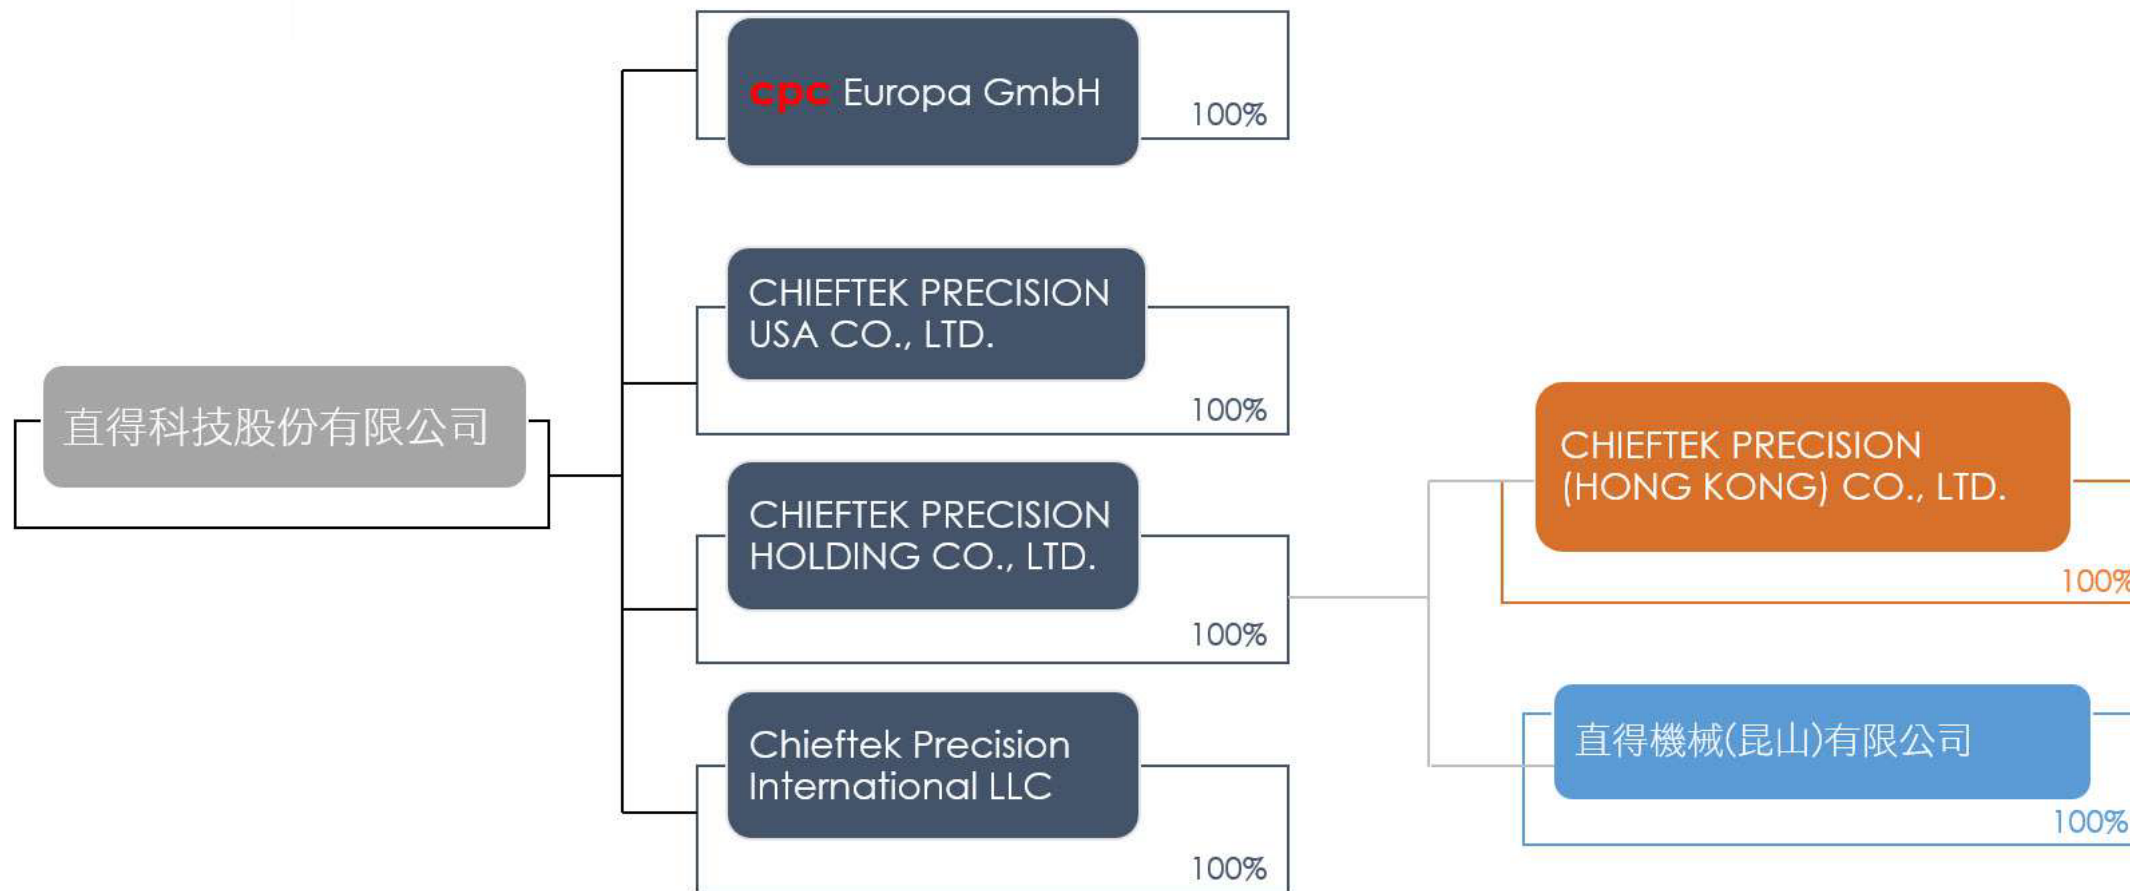 cpc Europa GmbH
100%
CHIEFTEK PRECISION
USA CO., LTD.
100%
直得科技股份有限公司
CHIEFTEK PRECISION
HOLDING CO., LTD.
100%
Chieftek Precision
International LLC
100%
CHIEFTEK PRECISION
(HONG KONG) CO., LTD.
100%
直得機械(昆山)有限公司
100%